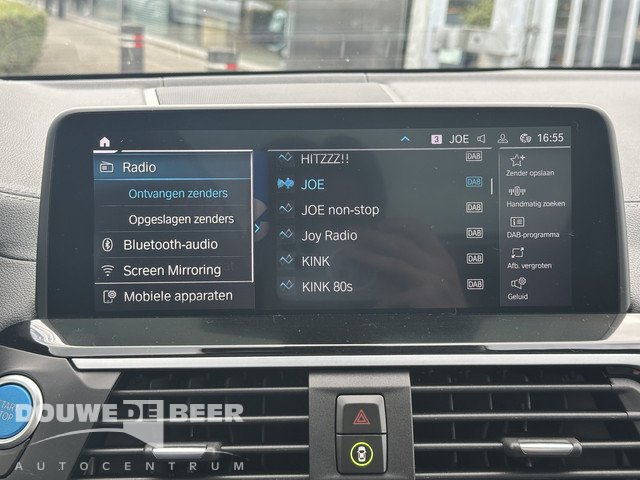 3 JOE 16:55
Radio
Ontvangen zenders
Opgeslagen zenders
Bluetooth-audio
Screen Mirroring
Mobiele apparaten
HITZZZ!! DAB
JOE DAB
JOE non-stop DAB
Joy Radio DAB
KINK DAB
KINK 80s DAB
Zender opslaan
Handmatig zoeken
DAB-programma
Afb. vergroten
Geluid
START
STOP
DOUWE DE BEER
AUTOCENTRUM